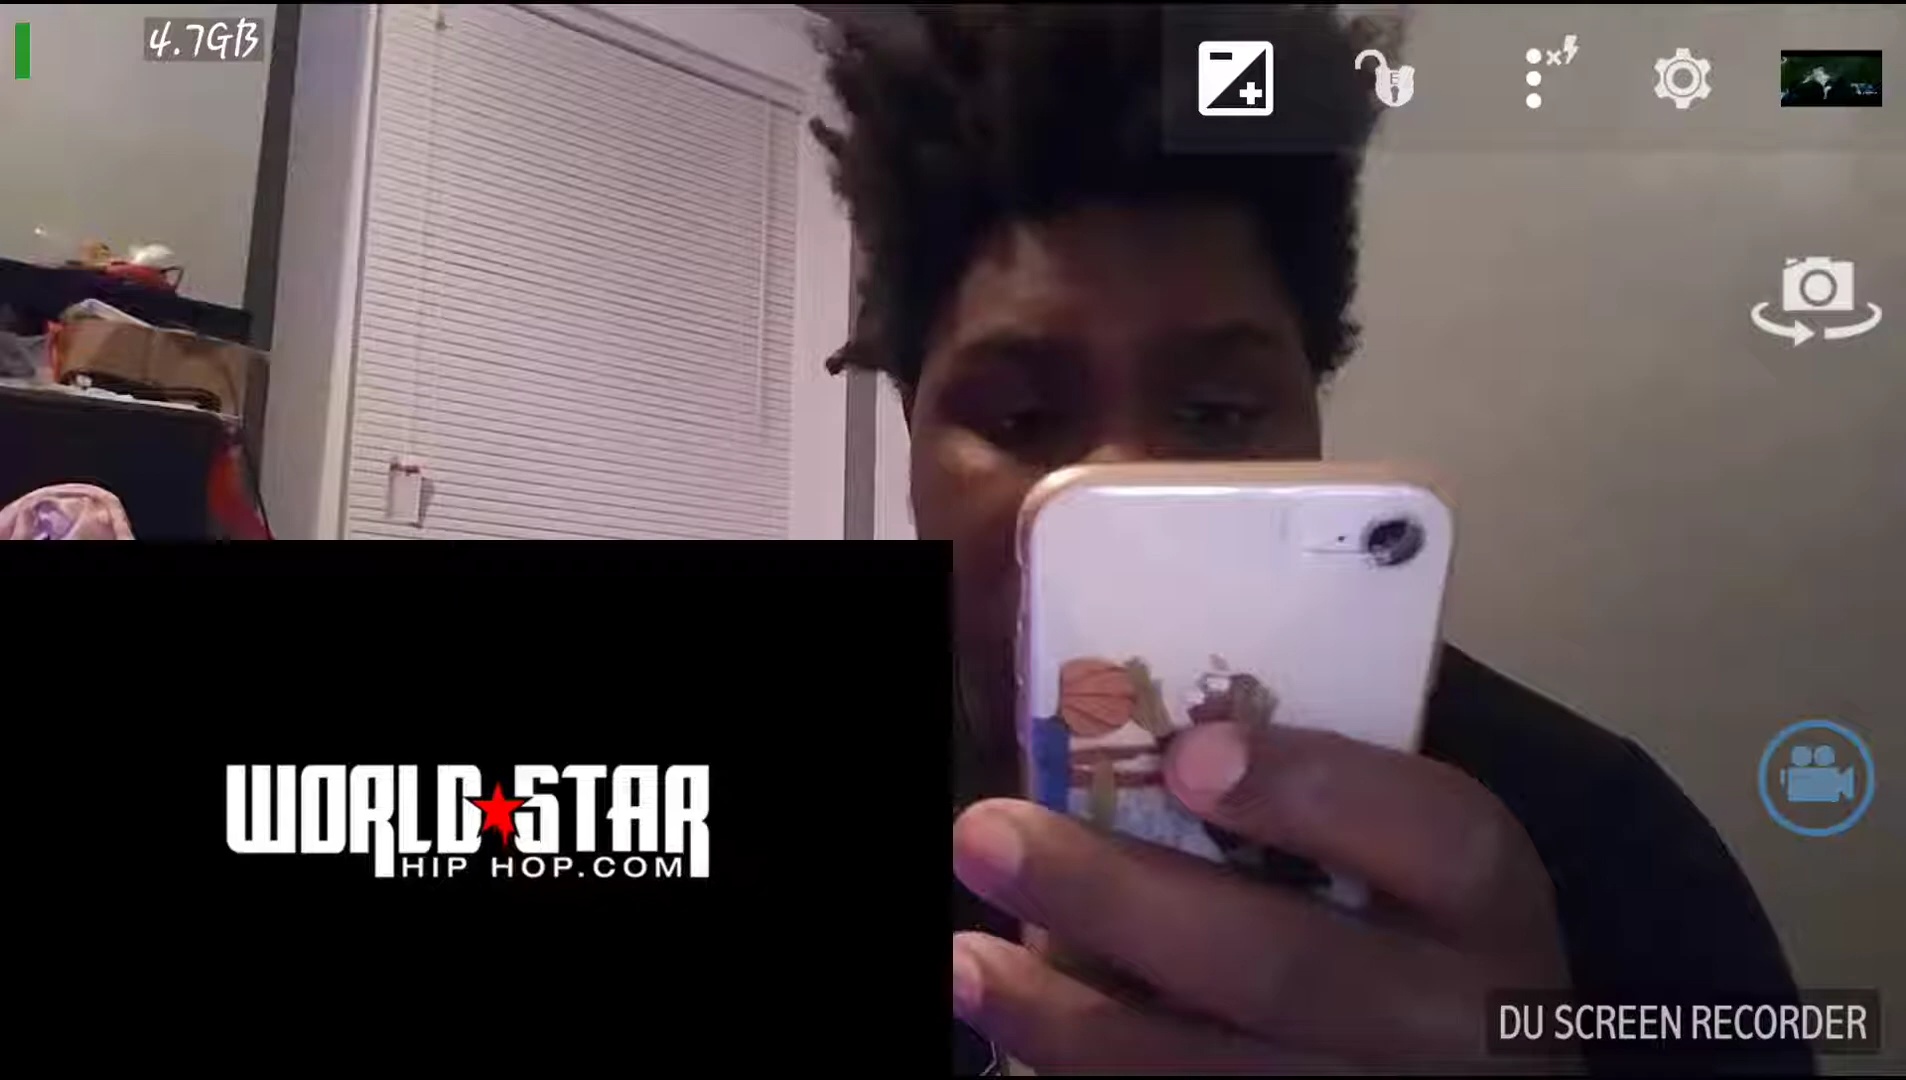 4.7GB
E
WORLD STAR
HIP HOP.COM
DU SCREEN RECORDER